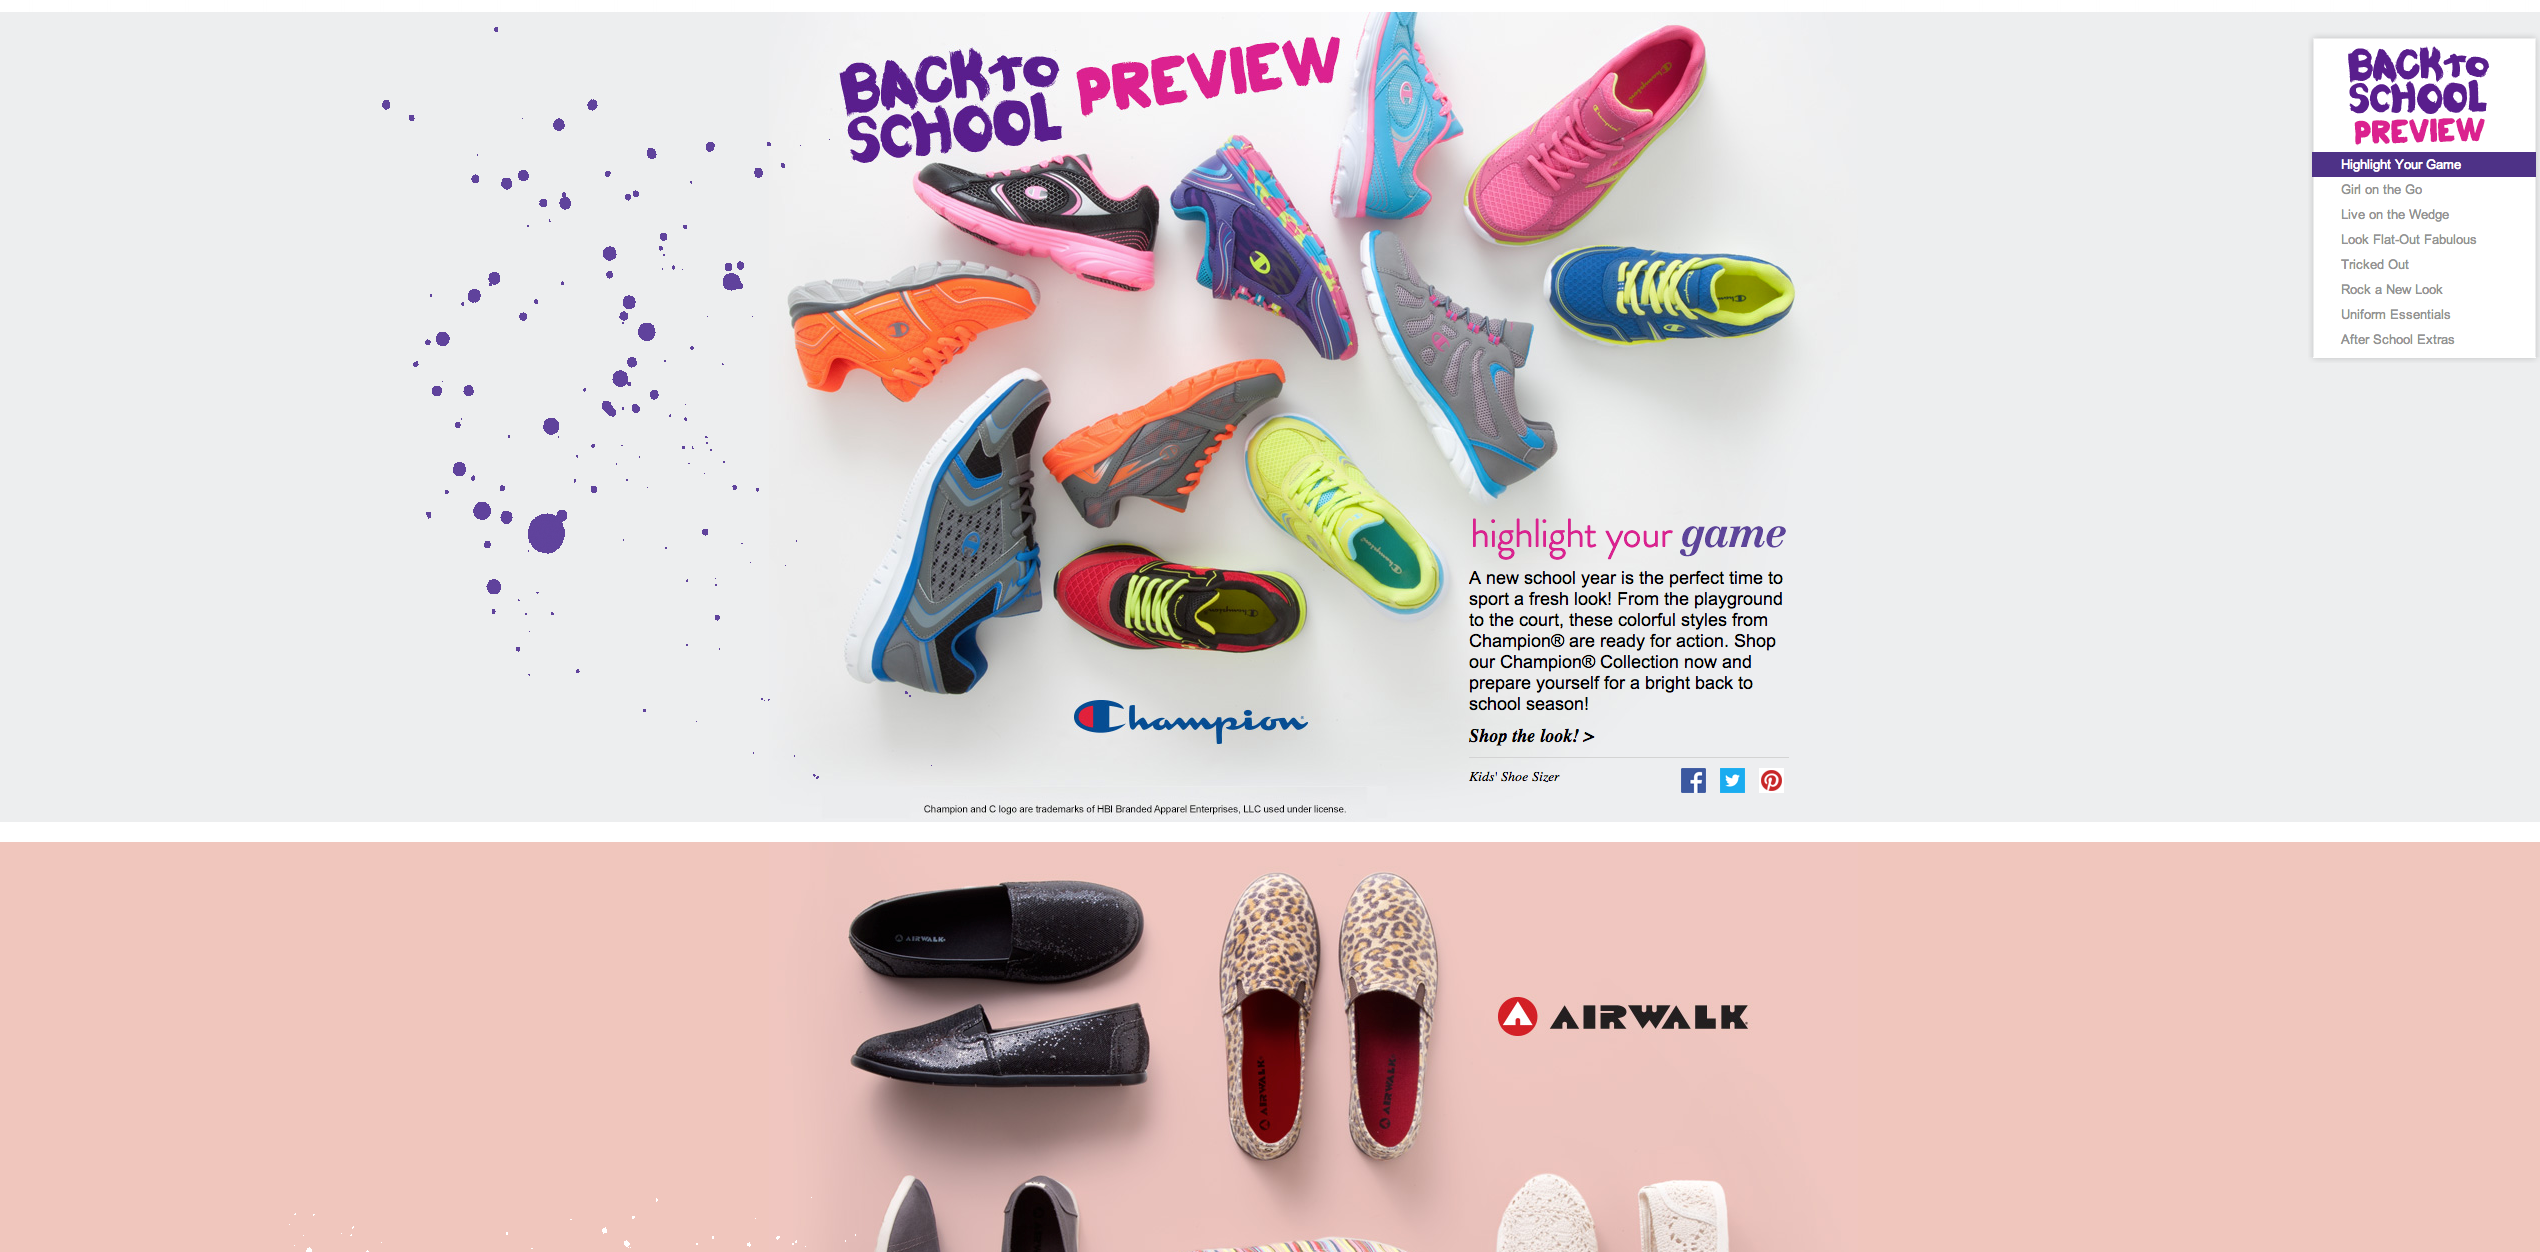 BACK TO
SCHOOL
PREVIEW
highlight your game
A new school year is the perfect time to
sport a fresh look! From the playground
to the court, these colorful styles from
Champion® are ready for action. Shop
our Champion® Collection now and
prepare yourself for a bright back to
school season!
Shop the look! >
Kids' Shoe Sizer
Champion
Champion and C logo are trademarks of HBI Branded Apparel Enterprises, LLC used under license.
BACK TO
SCHOOL
PREVIEW
Highlight Your Game
Girl on the Go
Live on the Wedge
Look Flat-Out Fabulous
Tricked Out
Rock a New Look
Uniform Essentials
After School Extras
AIRWALK
AIRWALK
AIRWALK
AIRWALK